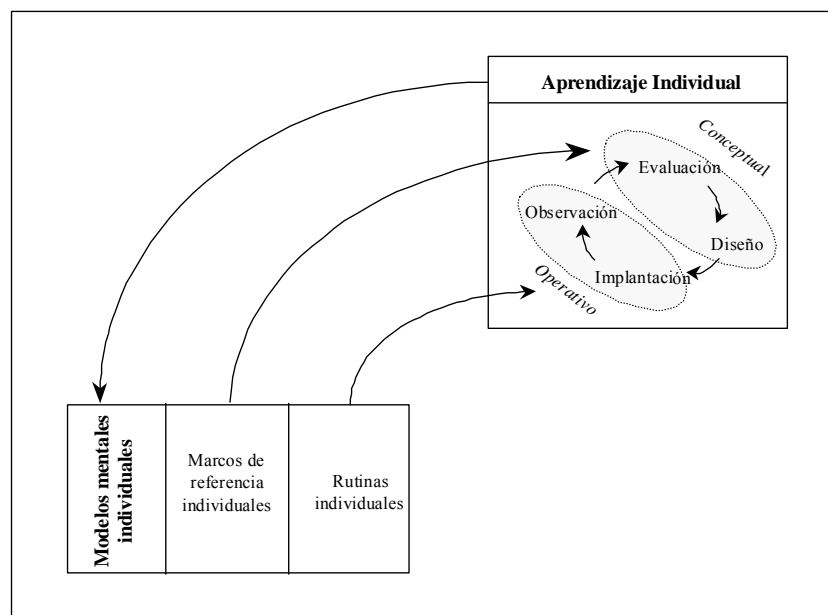 Aprendizaje Individual
Conceptual
Evaluación
Observación
Diseño
Implantación
Operativo
Modelos mentales
individuales
Marcos de
referencia
individuales
Rutinas
individuales